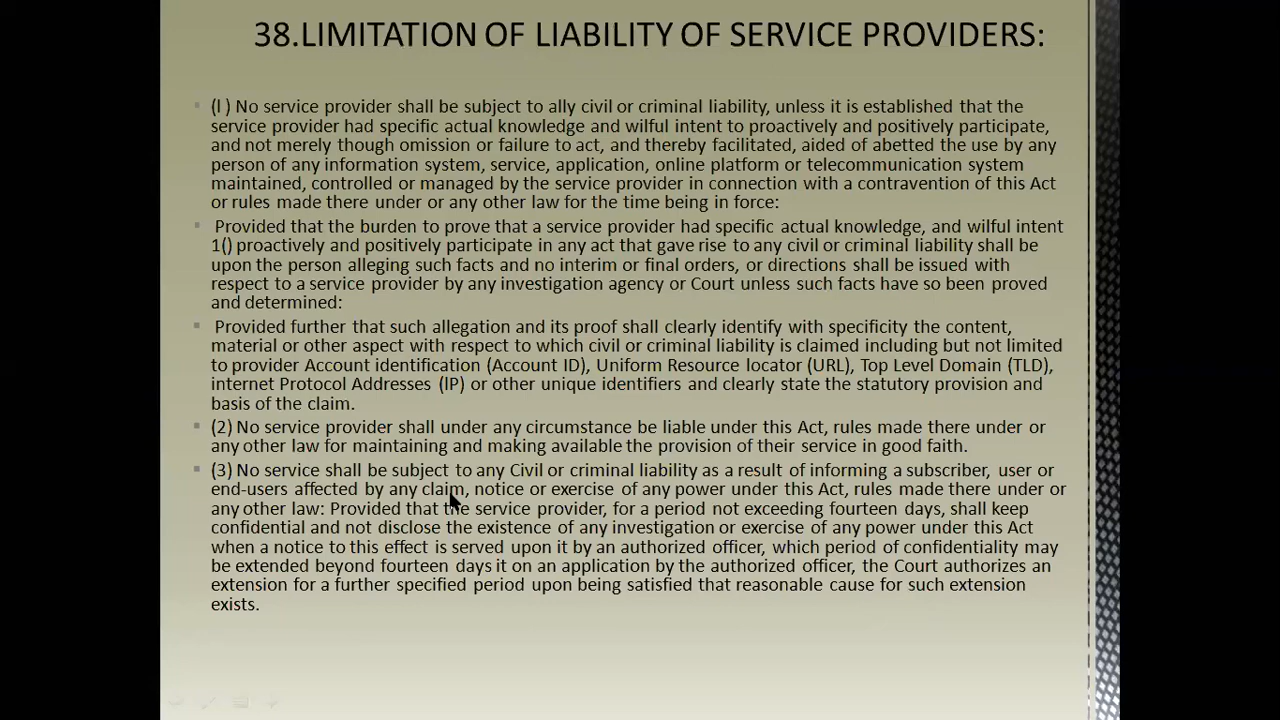 38.LIMITATION OF LIABILITY OF SERVICE PROVIDERS:
(l ) No service provider shall be subject to ally civil or criminal liability, unless it is established that the
service provider had specific actual knowledge and wilful intent to proactively and positively participate,
and not merely though omission or failure to act, and thereby facilitated, aided of abetted the use by any
person of any information system, service, application, online platform or telecommunication system
maintained, controlled or managed by the service provider in connection with a contravention of this Act
or rules made there under or any other law for the time being in force:
Provided that the burden to prove that a service provider had specific actual knowledge, and wilful intent
1() proactively and positively participate in any act that gave rise to any civil or criminal liability shall be
upon the person alleging such facts and no interim or final orders, or directions shall be issued with
respect to a service provider by any investigation agency or Court unless such facts have so been proved
and determined:
Provided further that such allegation and its proof shall clearly identify with specificity the content,
material or other aspect with respect to which civil or criminal liability is claimed including but not limited
to provider Account identification (Account ID), Uniform Resource locator (URL), Top Level Domain (TLD),
internet Protocol Addresses (lP) or other unique identifiers and clearly state the statutory provision and
basis of the claim.
(2) No service provider shall under any circumstance be liable under this Act, rules made there under or
any other law for maintaining and making available the provision of their service in good faith.
(3) No service shall be subject to any Civil or criminal liability as a result of informing a subscriber, user or
end-users affected by any claim, notice or exercise of any power under this Act, rules made there under or
any other law: Provided that the service provider, for a period not exceeding fourteen days, shall keep
confidential and not disclose the existence of any investigation or exercise of any power under this Act
when a notice to this effect is served upon it by an authorized officer, which period of confidentiality may
be extended beyond fourteen days it on an application by the authorized officer, the Court authorizes an
extension for a further specified period upon being satisfied that reasonable cause for such extension
exists.